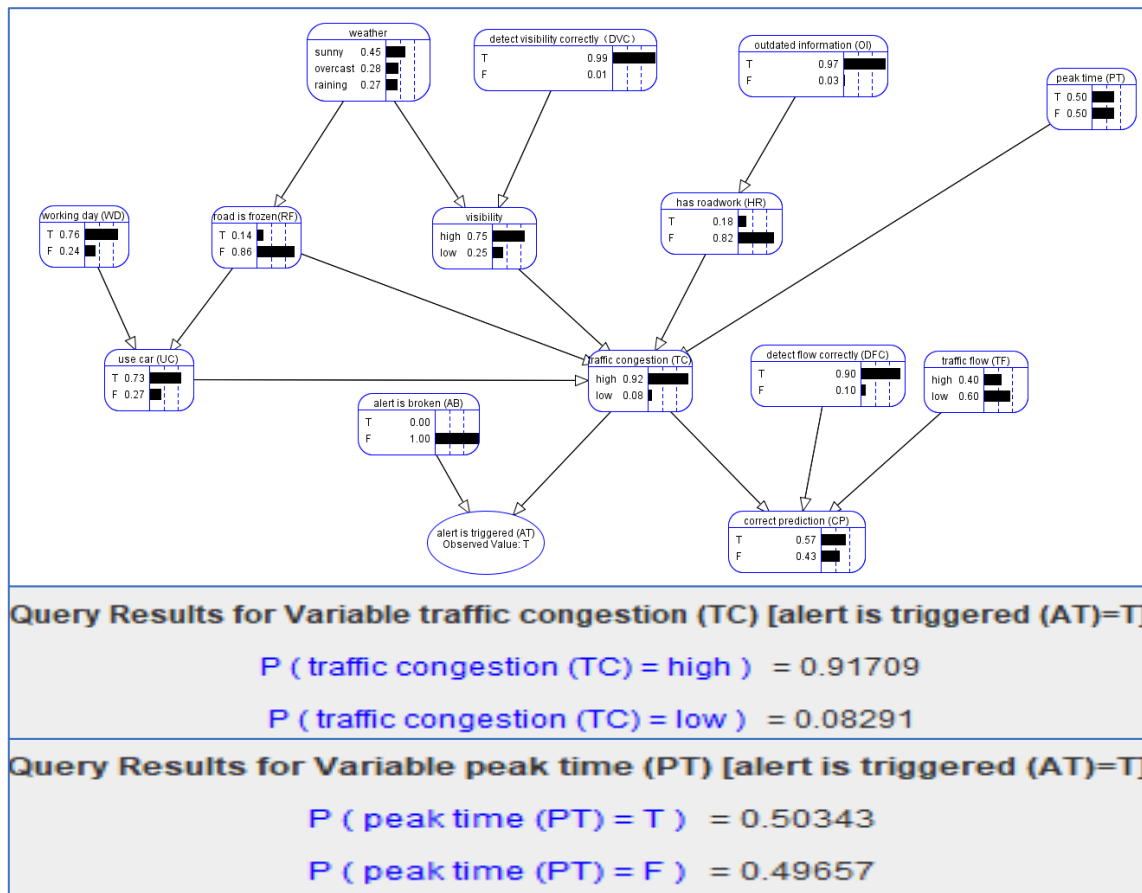 weather
sunny 0.45
overcast 0.28
raining 0.27
detect visibility correctly (DVC)
T 0.99
F 0.01
outdated information (OI)
T 0.97
F 0.03
peak time (PT)
T 0.50
F 0.50
working day (WD)
T 0.76
F 0.24
road is frozen(RF)
T 0.14
F 0.86
visibility
high 0.75
low 0.25
has roadwork (HR)
T 0.18
F 0.82
use car (UC)
T 0.73
F 0.27
traffic congestion (TC)
high 0.92
low 0.08
detect flow correctly (DFC)
T 0.90
F 0.10
traffic flow (TF)
high 0.40
low 0.60
alert is broken (AB)
T 0.00
F 1.00
alert is triggered (AT)
Observed Value: T
correct prediction (CP)
T 0.57
F 0.43
Query Results for Variable traffic congestion (TC) [alert is triggered (AT)=T]
P ( traffic congestion (TC) = high ) = 0.91709
P ( traffic congestion (TC) = low ) = 0.08291
Query Results for Variable peak time (PT) [alert is triggered (AT)=T]
P ( peak time (PT) = T ) = 0.50343
P ( peak time (PT) = F ) = 0.49657